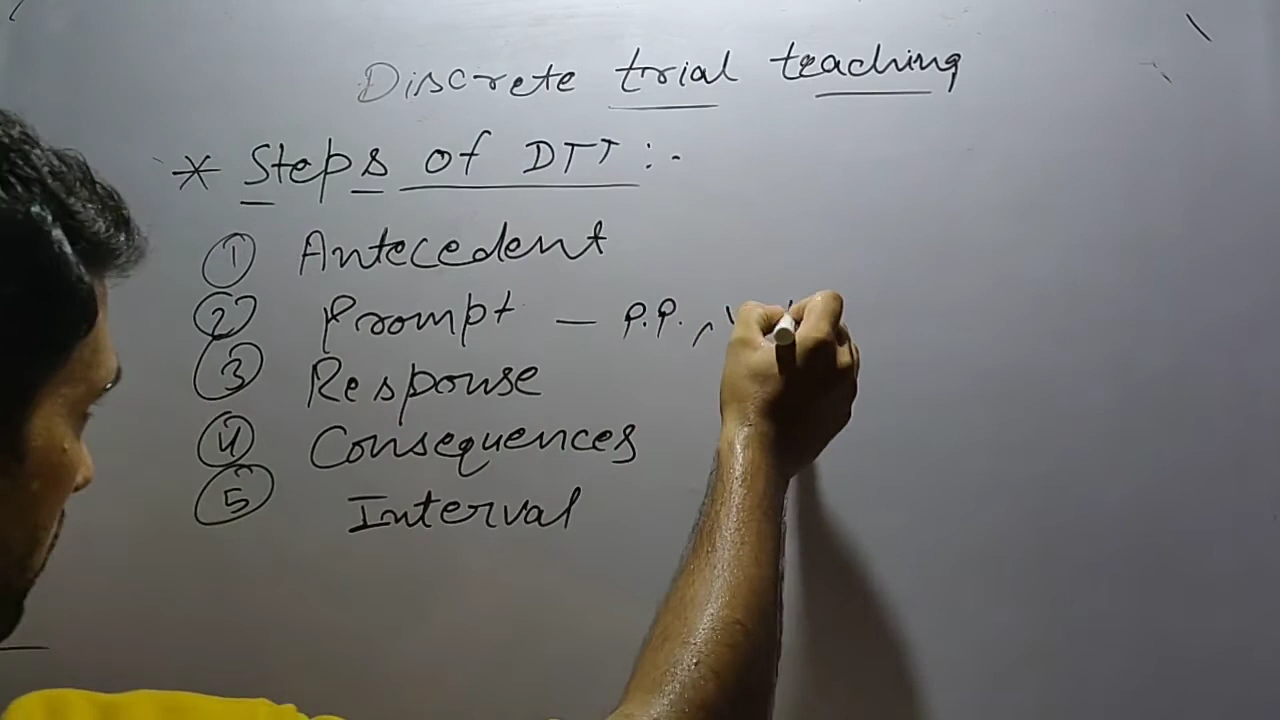 Discrete trial teaching
* Steps of DTT :-
① Antecedent
② Prompt — P.P.,
③ Response
④ Consequences
⑤ Interval